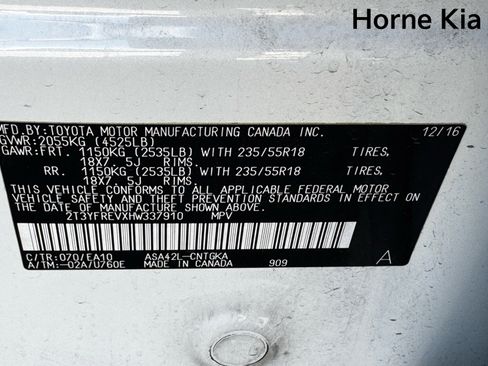 Horne Kia
MFD.BY:TOYOTA MOTOR MANUFACTURING CANADA INC. 12/16
GVWR:2055KG (4525LB)
GAWR:FRT. 1150KG (2535LB) WITH 235/55R18 TIRES,
18X7. 5J RIMS.
RR. 1150KG (2535LB) WITH 235/55R18 TIRES,
18X7. 5J RIMS.
THIS VEHICLE CONFORMS TO ALL APPLICABLE FEDERAL MOTOR
VEHICLE SAFETY AND THEFT PREVENTION STANDARDS IN EFFECT
ON THE DATE OF MANUFACTURE SHOWN ABOVE.
2T3YFREVXHW337910 MPV
C/TR:070/EA10 ASA42L-CNTGKA
A/TM:-02A/U760E MADE IN CANADA 909 A